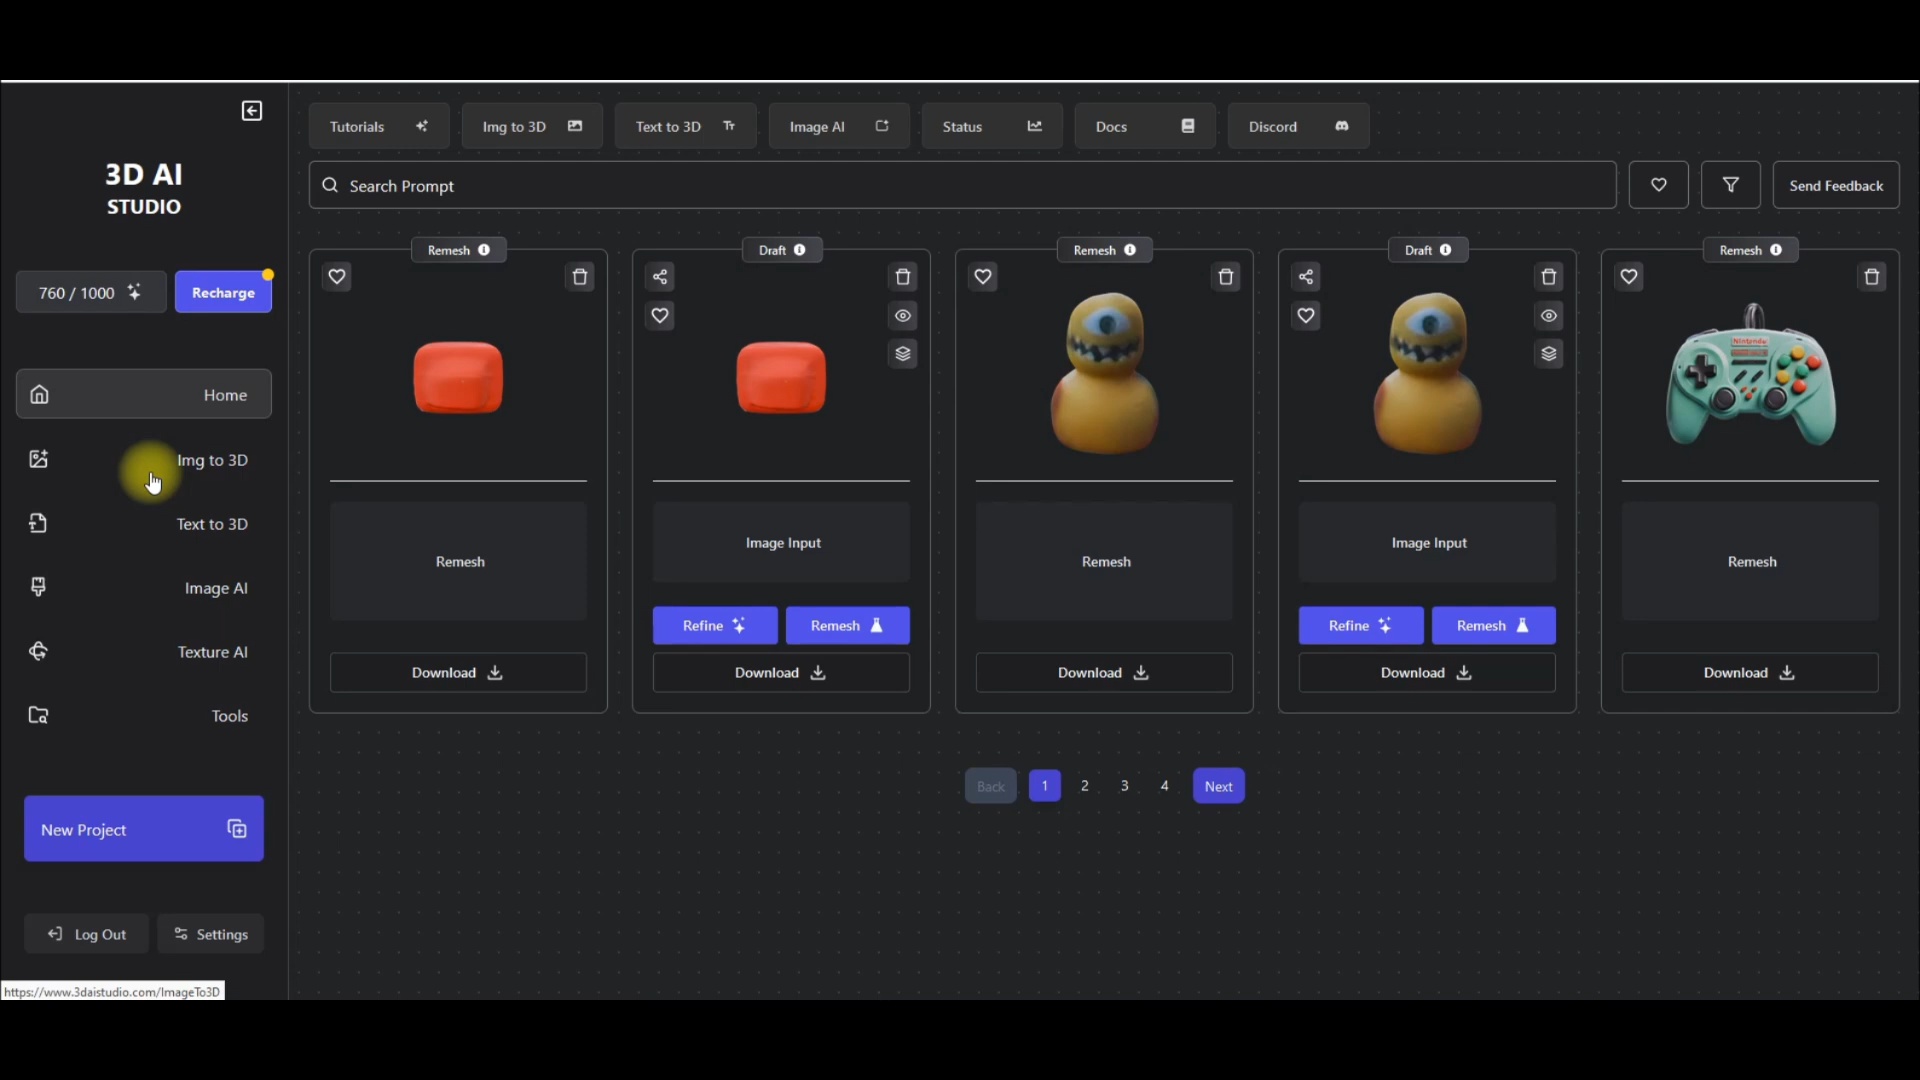 3D AI
STUDIO
760 / 1000
Recharge
Home
Img to 3D
Text to 3D
Image AI
Texture AI
Tools
New Project
Log Out
Settings
https://www.3daistudio.com/ImageTo3D
Tutorials
Img to 3D
Text to 3D
Image AI
Status
Docs
Discord
Search Prompt
Send Feedback
Remesh
Remesh
Download
Draft
Image Input
Refine
Remesh
Download
Remesh
Remesh
Download
Draft
Image Input
Refine
Remesh
Download
Remesh
Nintendo
Remesh
Download
Back
1
2
3
4
Next